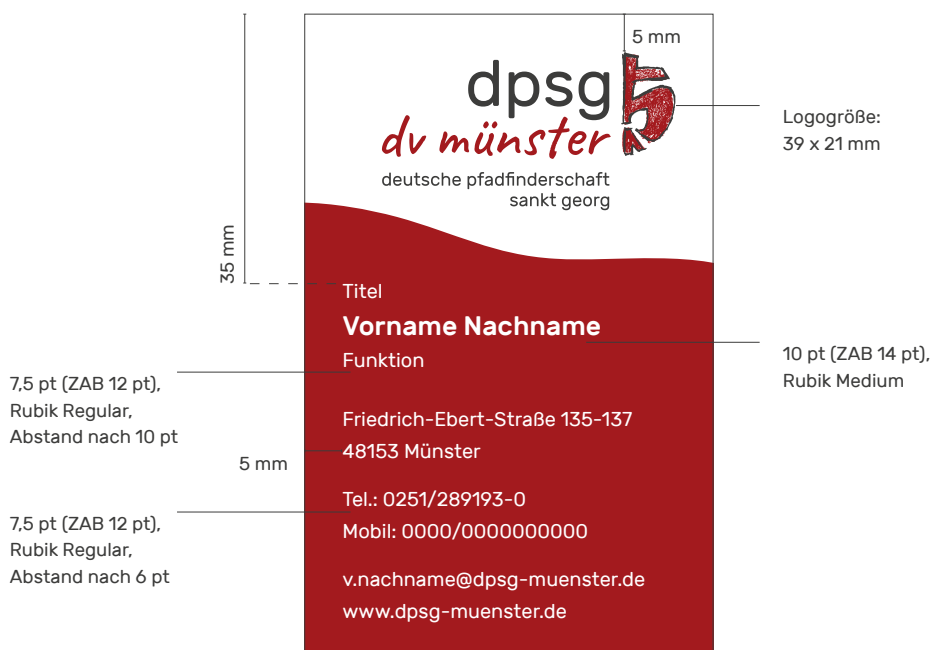 5 mm
dpsg
dv münster
deutsche pfadfinderschaft
sankt georg
Logogröße:
39 x 21 mm
35 mm
Titel
Vorname Nachname
Funktion
10 pt (ZAB 14 pt),
Rubik Medium
7,5 pt (ZAB 12 pt),
Rubik Regular,
Abstand nach 10 pt
Friedrich-Ebert-Straße 135-137
48153 Münster
5 mm
Tel.: 0251/289193-0
Mobil: 0000/0000000000
7,5 pt (ZAB 12 pt),
Rubik Regular,
Abstand nach 6 pt
v.nachname@dpsg-muenster.de
www.dpsg-muenster.de